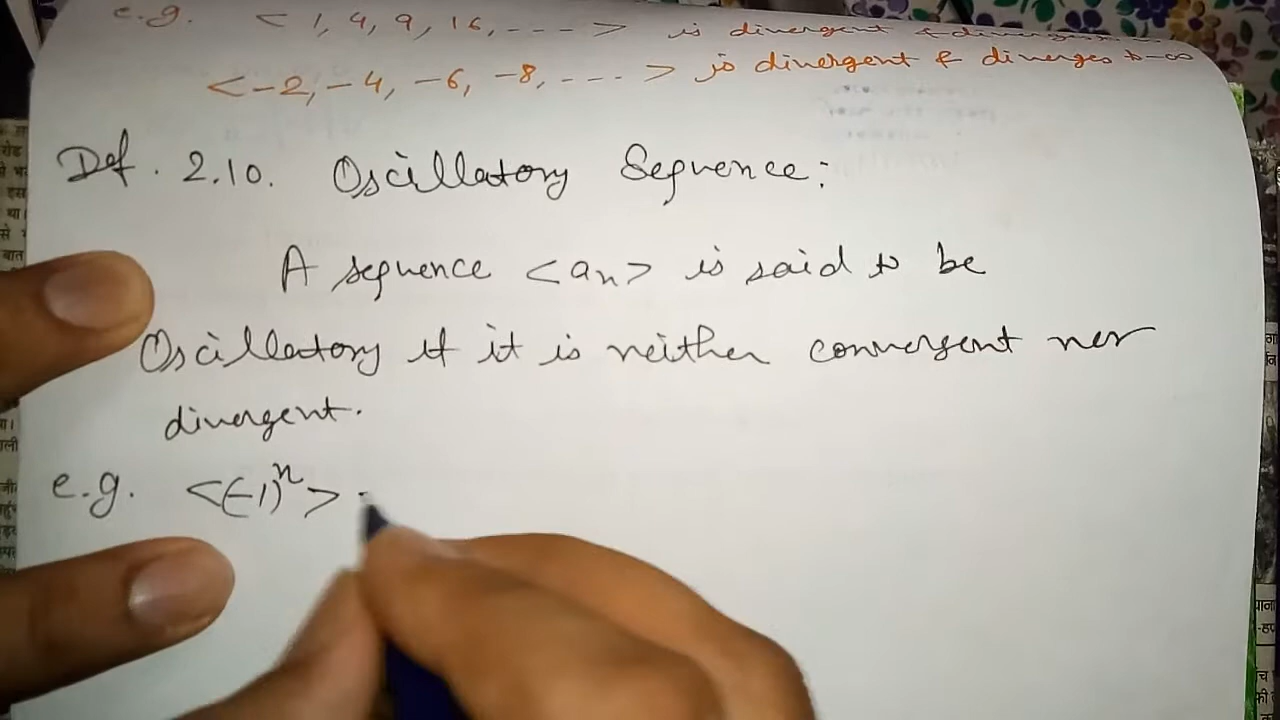 e.g. < 1, 4, 9, 16, - - - > is divergent &
< -2, -4, -6, -8, - - - > is divergent & diverges to -∞
Def. 2.10. Oscillatory Sequence:
A sequence <aₙ> is said to be
Oscillatory if it is neither convergent ner
divergent.
e.g. <(-1)ⁿ>